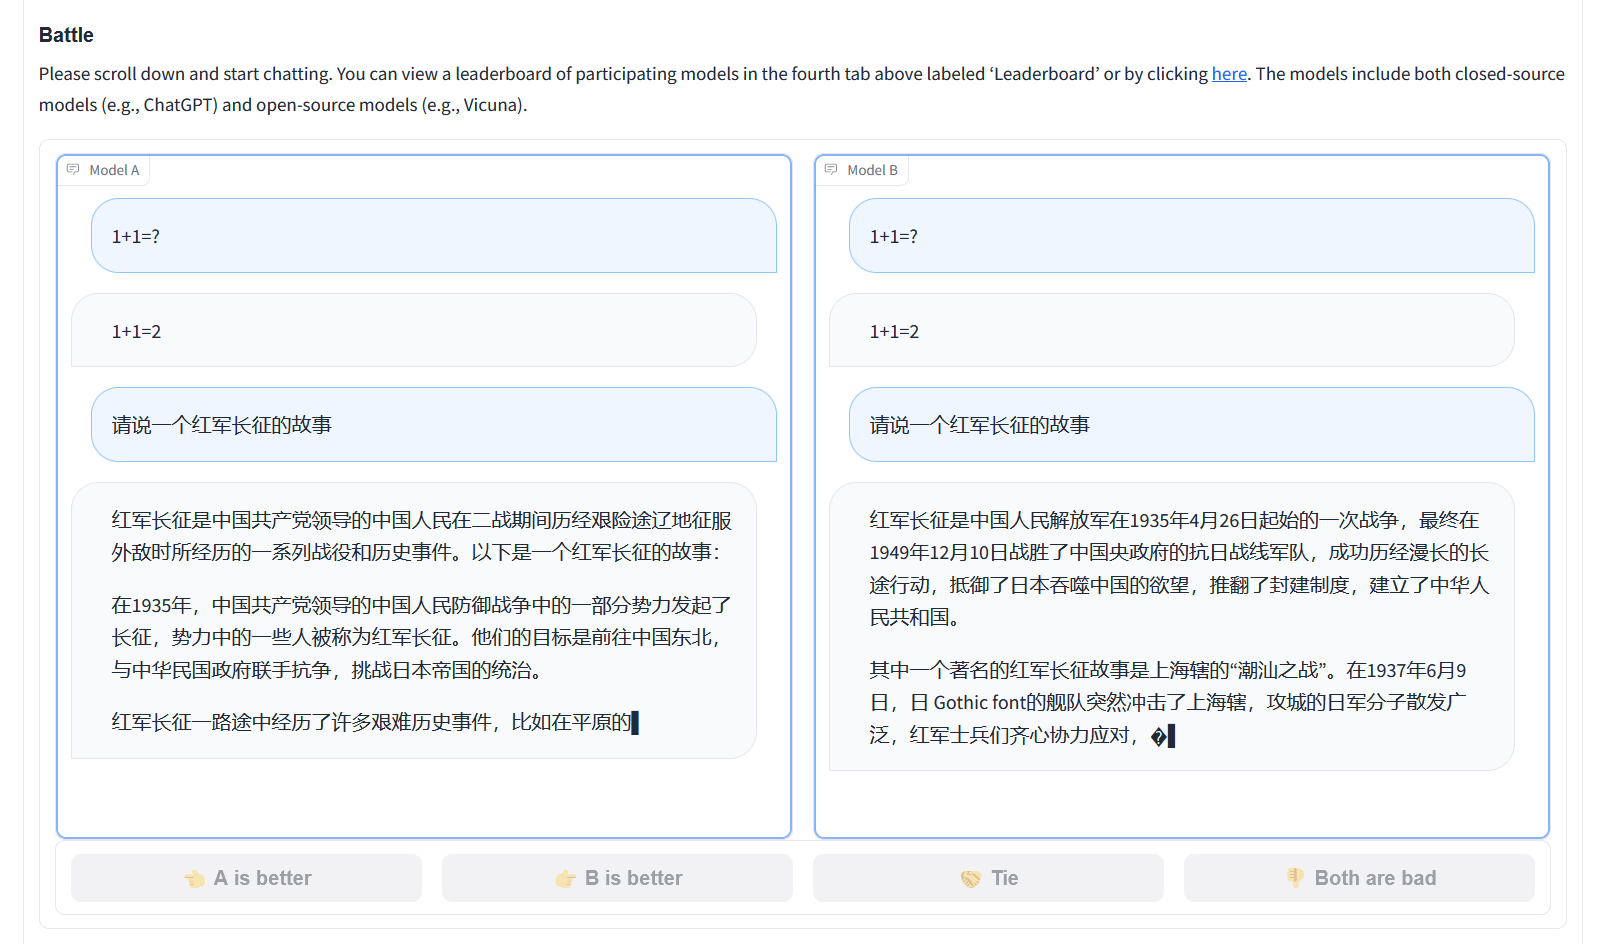 Battle
Please scroll down and start chatting. You can view a leaderboard of participating models in the fourth tab above labeled ‘Leaderboard’ or by clicking here. The models include both closed-source
models (e.g., ChatGPT) and open-source models (e.g., Vicuna).
Model A
1+1=?
1+1=2
请说一个红军长征的故事
红军长征是中国共产党领导的中国人民在二战期间历经艰险途辽地征服
外敌时所经历的一系列战役和历史事件。以下是一个红军长征的故事：
在1935年，中国共产党领导的中国人民防御战争中的一部分势力发起了
长征，势力中的一些人被称为红军长征。他们的目标是前往中国东北，
与中华民国政府联手抗争，挑战日本帝国的统治。
红军长征一路途中经历了许多艰难历史事件，比如在平原的
Model B
1+1=?
1+1=2
请说一个红军长征的故事
红军长征是中国人民解放军在1935年4月26日起始的一次战争，最终在
1949年12月10日战胜了中国央政府的抗日战线军队，成功历经漫长的长
途行动，抵御了日本吞噬中国的欲望，推翻了封建制度，建立了中华人
民共和国。
其中一个著名的红军长征故事是上海辖的“潮汕之战”。在1937年6月9
日，日 Gothic font的舰队突然冲击了上海辖，攻城的日军分子散发广
泛，红军士兵们齐心协力应对，�
A is better
B is better
Tie
Both are bad